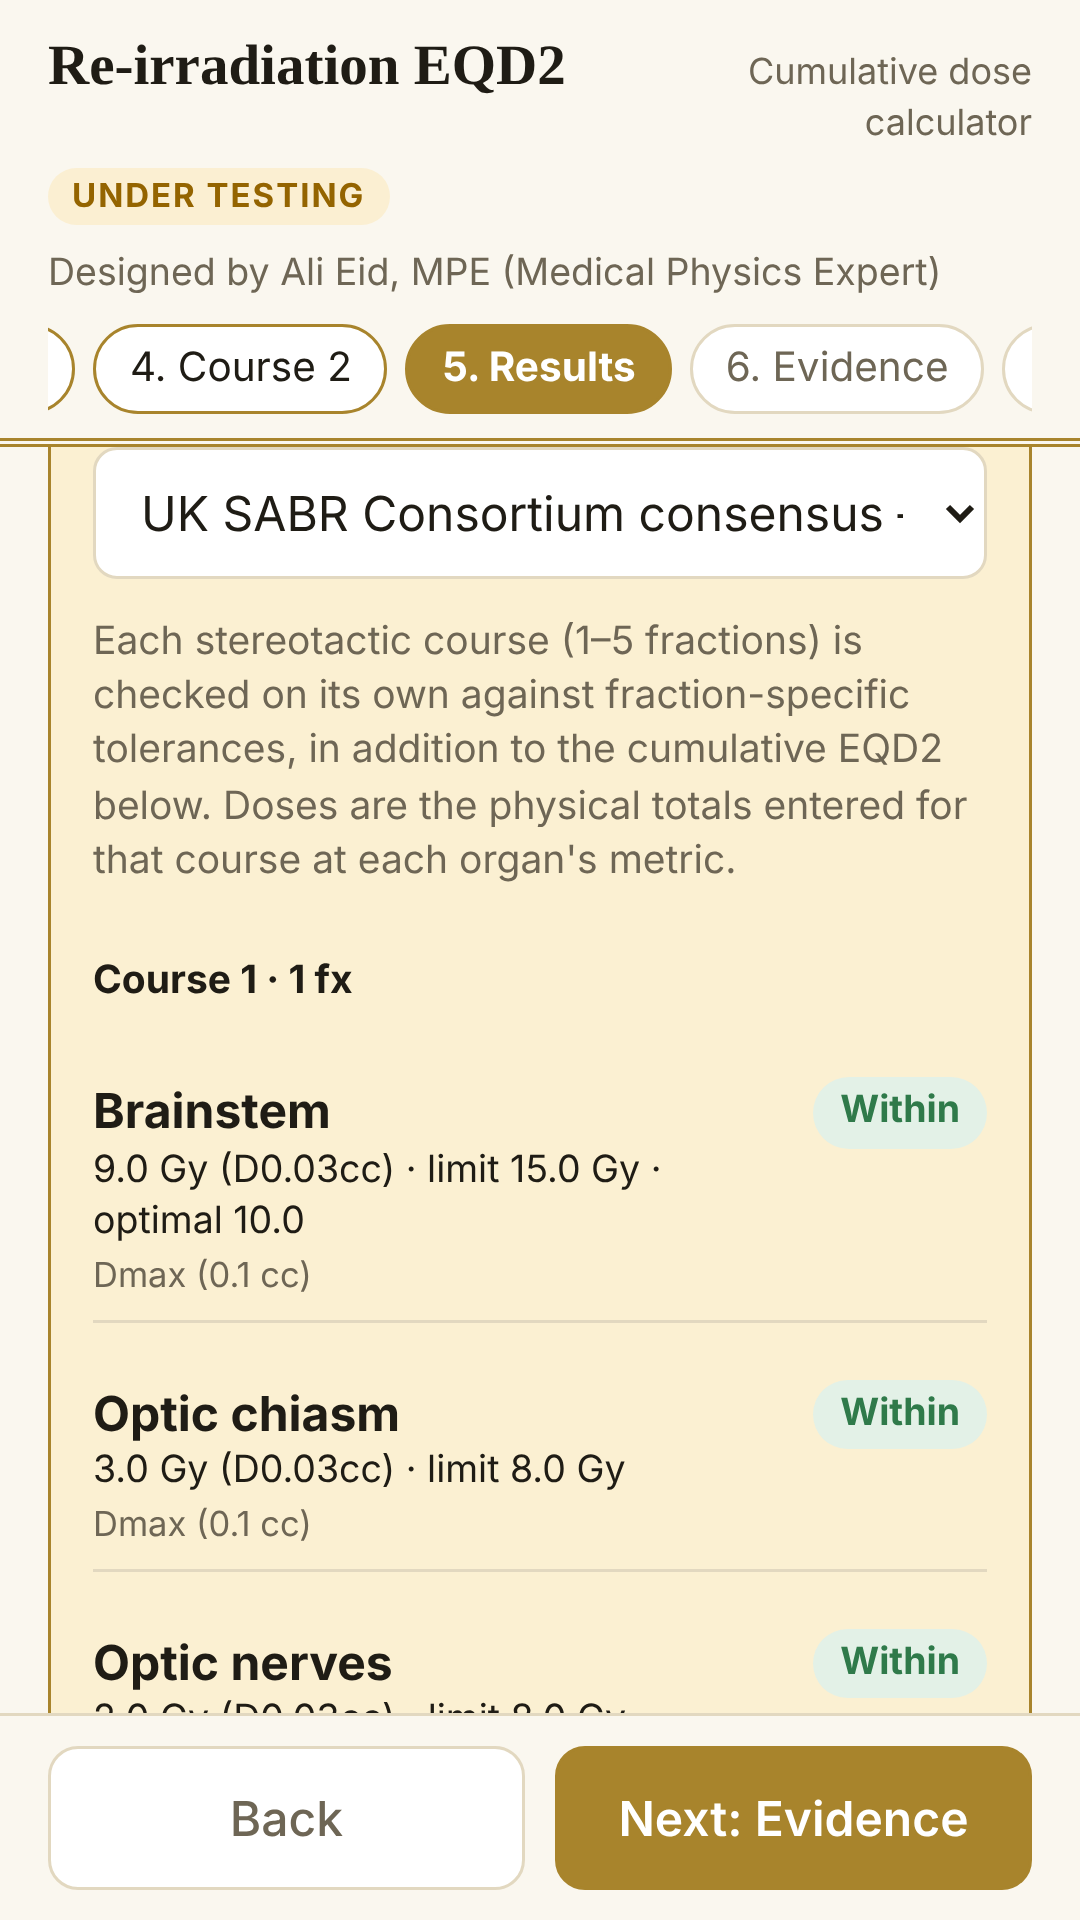 Re-irradiation EQD2
Cumulative dose
calculator
UNDER TESTING
Designed by Ali Eid, MPE (Medical Physics Expert)
4. Course 2
5. Results
6. Evidence
UK SABR Consortium consensus ·
Each stereotactic course (1–5 fractions) is
checked on its own against fraction-specific
tolerances, in addition to the cumulative EQD2
below. Doses are the physical totals entered for
that course at each organ's metric.
Course 1 · 1 fx
Brainstem
Within
9.0 Gy (D0.03cc) · limit 15.0 Gy ·
optimal 10.0
Dmax (0.1 cc)
Optic chiasm
Within
3.0 Gy (D0.03cc) · limit 8.0 Gy
Dmax (0.1 cc)
Optic nerves
Within
Back
Next: Evidence